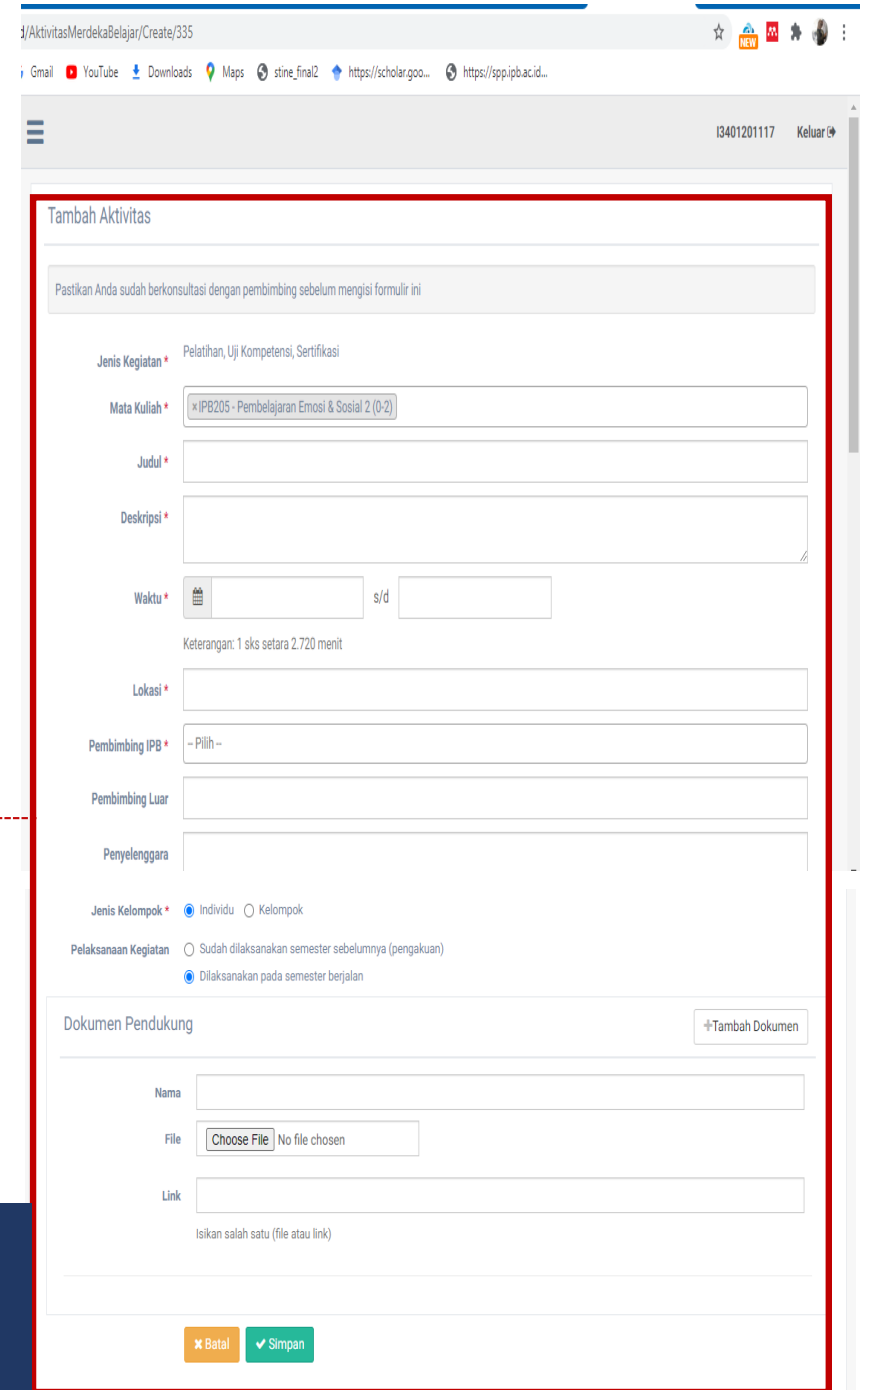 d/AktivitasMerdekaBelajar/Create/335
NEW
Gmail YouTube Downloads Maps stine_final2 https://scholar.goo... https://spp.ipb.ac.id...
I3401201117 Keluar
Tambah Aktivitas
Pastikan Anda sudah berkonsultasi dengan pembimbing sebelum mengisi formulir ini
Jenis Kegiatan * Pelatihan, Uji Kompetensi, Sertifikasi
Mata Kuliah * ×IPB205 - Pembelajaran Emosi & Sosial 2 (0-2)
Judul *
Deskripsi *
Waktu * s/d
Keterangan: 1 sks setara 2.720 menit
Lokasi *
Pembimbing IPB * -- Pilih --
Pembimbing Luar
Penyelenggara
Jenis Kelompok * Individu Kelompok
Pelaksanaan Kegiatan Sudah dilaksanakan semester sebelumnya (pengakuan)
Dilaksanakan pada semester berjalan
Dokumen Pendukung +Tambah Dokumen
Nama
File Choose File No file chosen
Link
Isikan salah satu (file atau link)
Batal Simpan